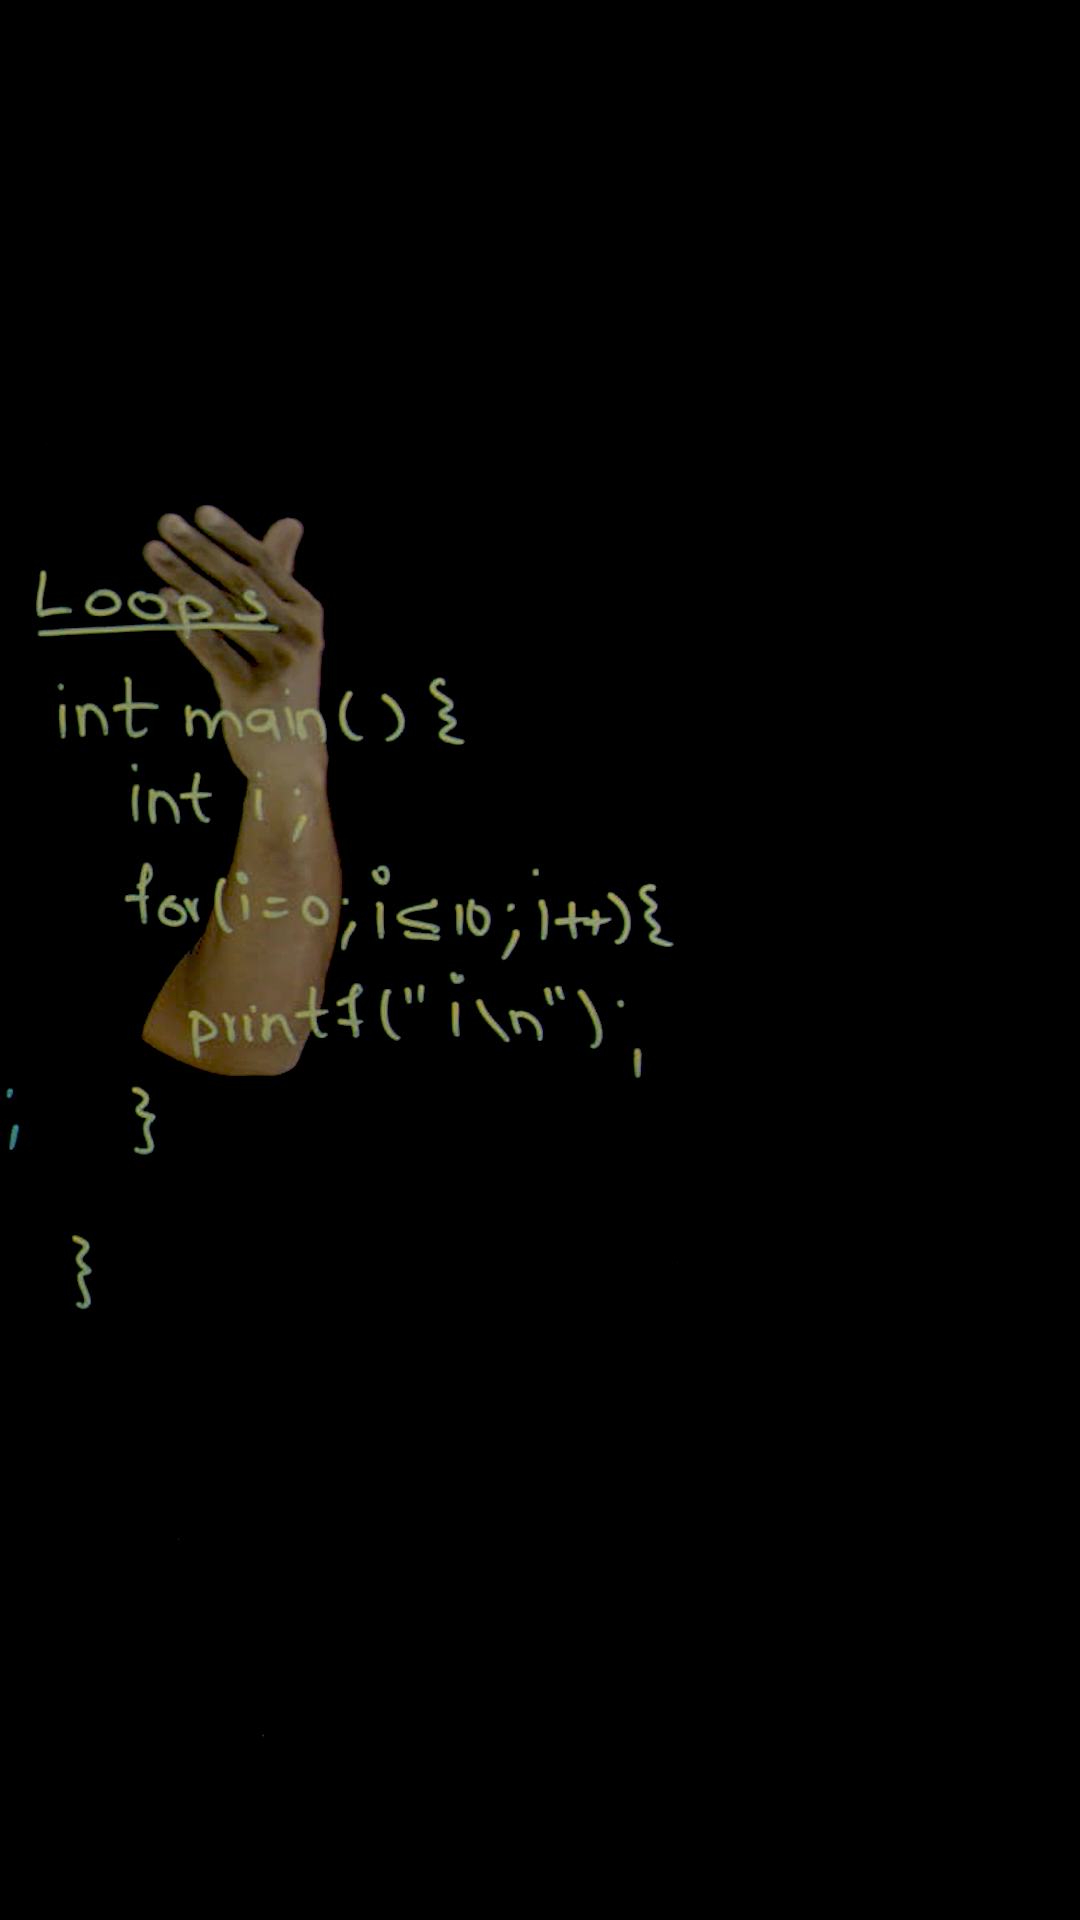 Loops
int main() {
int i ;
for(i=0; i≤10; i++){
printf("i\n");
; }
}